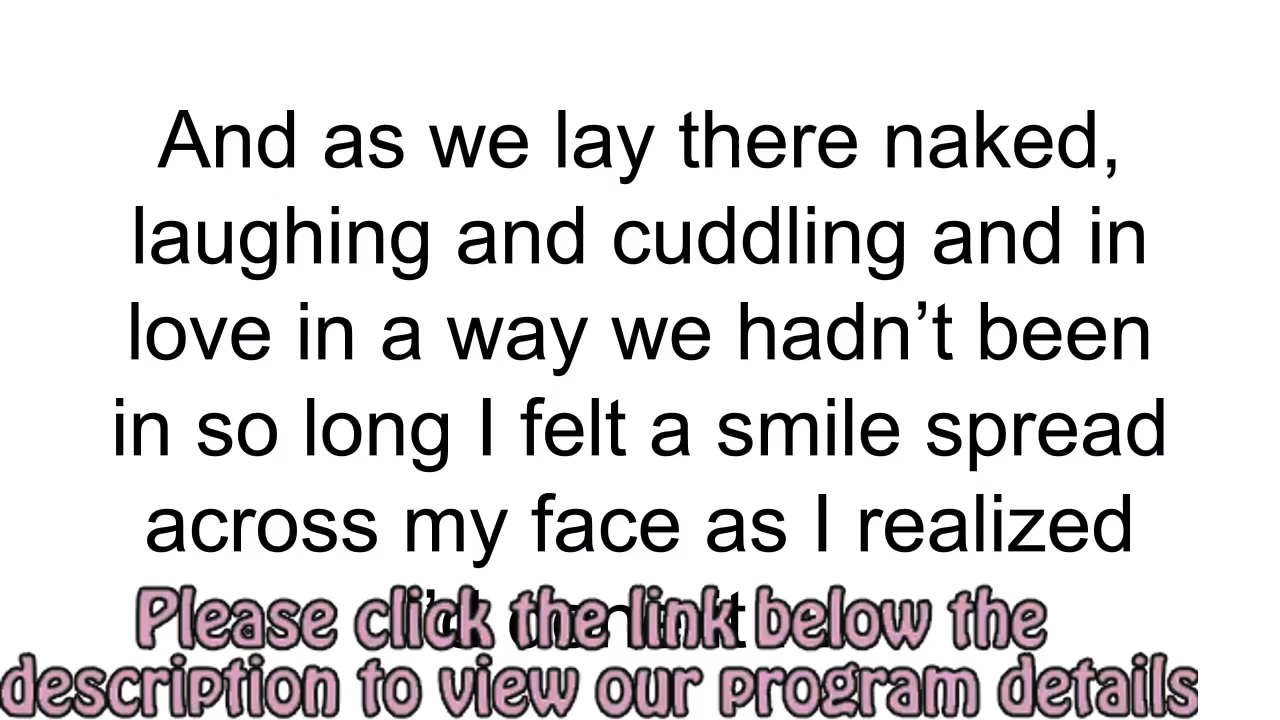 And as we lay there naked,
laughing and cuddling and in
love in a way we hadn't been
in so long I felt a smile spread
across my face as I realized
Please click the link below the
description to view our program details